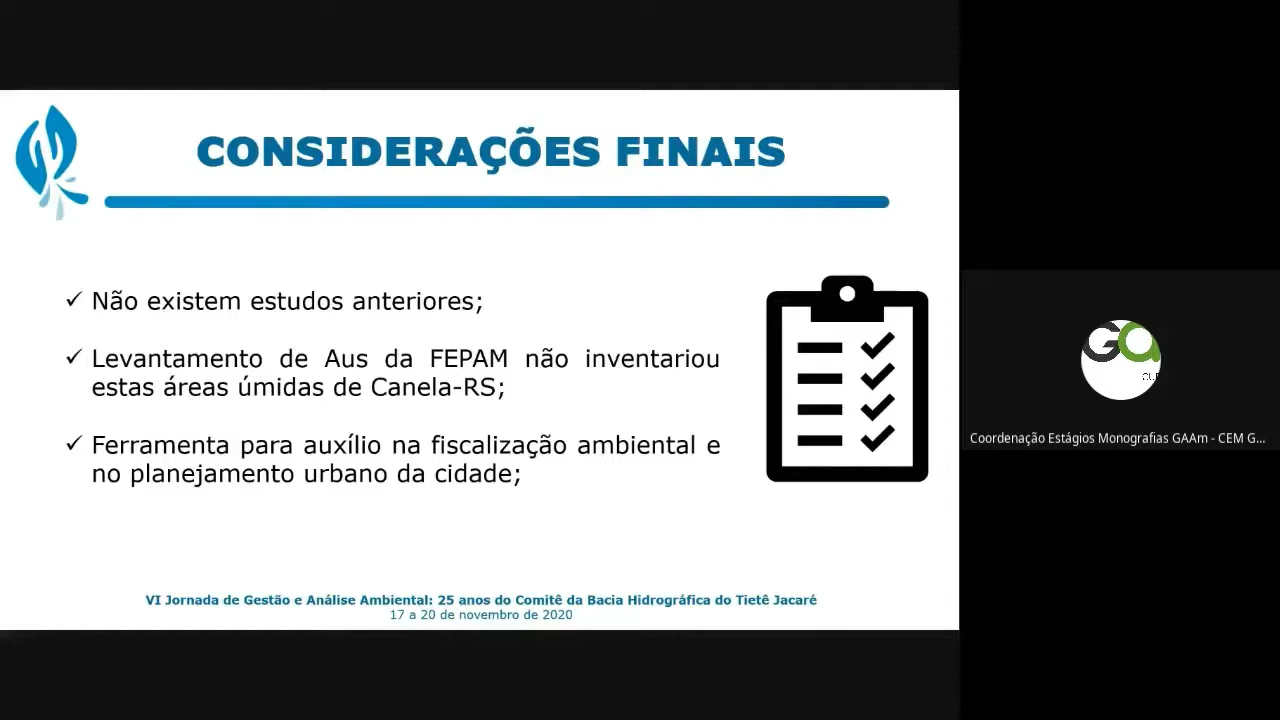 CONSIDERAÇÕES FINAIS
✓ Não existem estudos anteriores;
✓ Levantamento de Aus da FEPAM não inventariou
estas áreas úmidas de Canela-RS;
✓ Ferramenta para auxílio na fiscalização ambiental e
no planejamento urbano da cidade;
VI Jornada de Gestão e Análise Ambiental: 25 anos do Comitê da Bacia Hidrográfica do Tietê Jacaré
17 a 20 de novembro de 2020
Ga
Coordenação Estágios Monografias GAAm - CEM G...